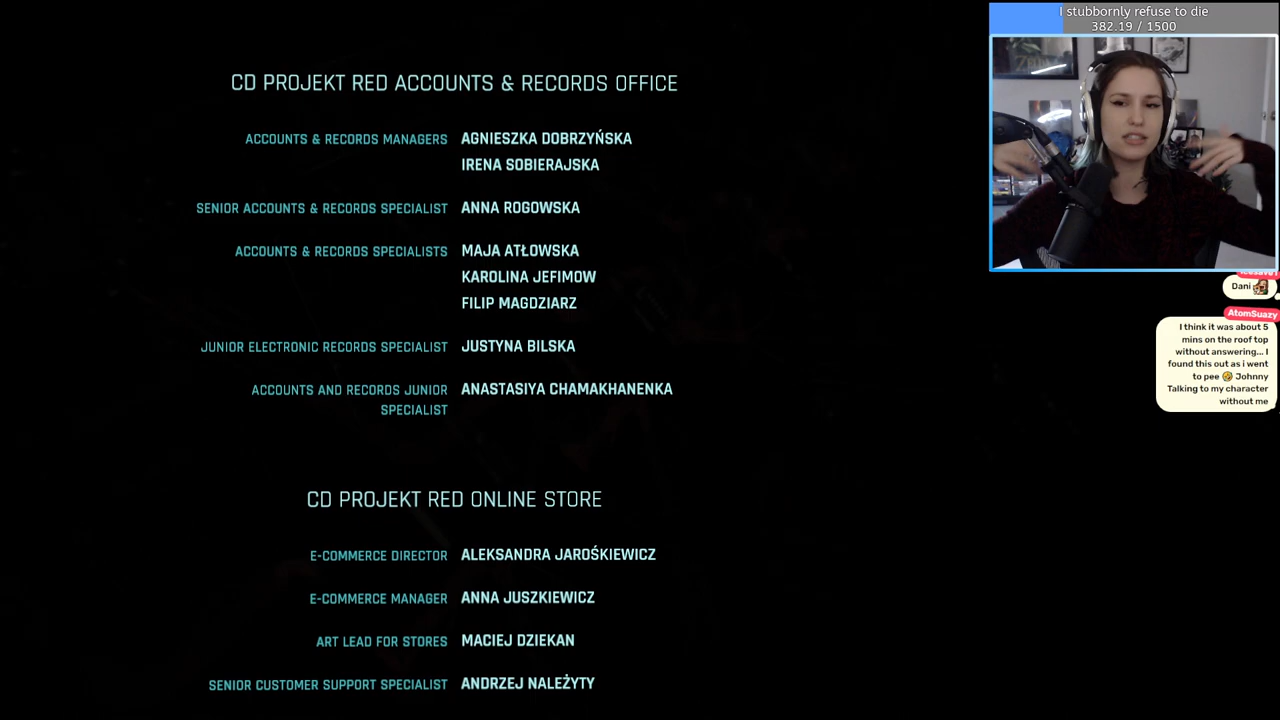 I stubbornly refuse to die
382.19 / 1500
CD PROJEKT RED ACCOUNTS & RECORDS OFFICE
ACCOUNTS & RECORDS MANAGERS AGNIESZKA DOBRZYŃSKA
IRENA SOBIERAJSKA
SENIOR ACCOUNTS & RECORDS SPECIALIST ANNA ROGOWSKA
ACCOUNTS & RECORDS SPECIALISTS MAJA ATŁOWSKA
KAROLINA JEFIMOW
FILIP MAGDZIARZ
JUNIOR ELECTRONIC RECORDS SPECIALIST JUSTYNA BILSKA
ACCOUNTS AND RECORDS JUNIOR ANASTASIYA CHAMAKHANENKA
SPECIALIST
CD PROJEKT RED ONLINE STORE
E-COMMERCE DIRECTOR ALEKSANDRA JAROŚKIEWICZ
E-COMMERCE MANAGER ANNA JUSZKIEWICZ
ART LEAD FOR STORES MACIEJ DZIEKAN
SENIOR CUSTOMER SUPPORT SPECIALIST ANDRZEJ NALEŻYTY
Dani
AtomSuazy
I think it was about 5
mins on the roof top
without answering... I
found this out as i went
to pee 🤣 Johnny
Talking to my character
without me